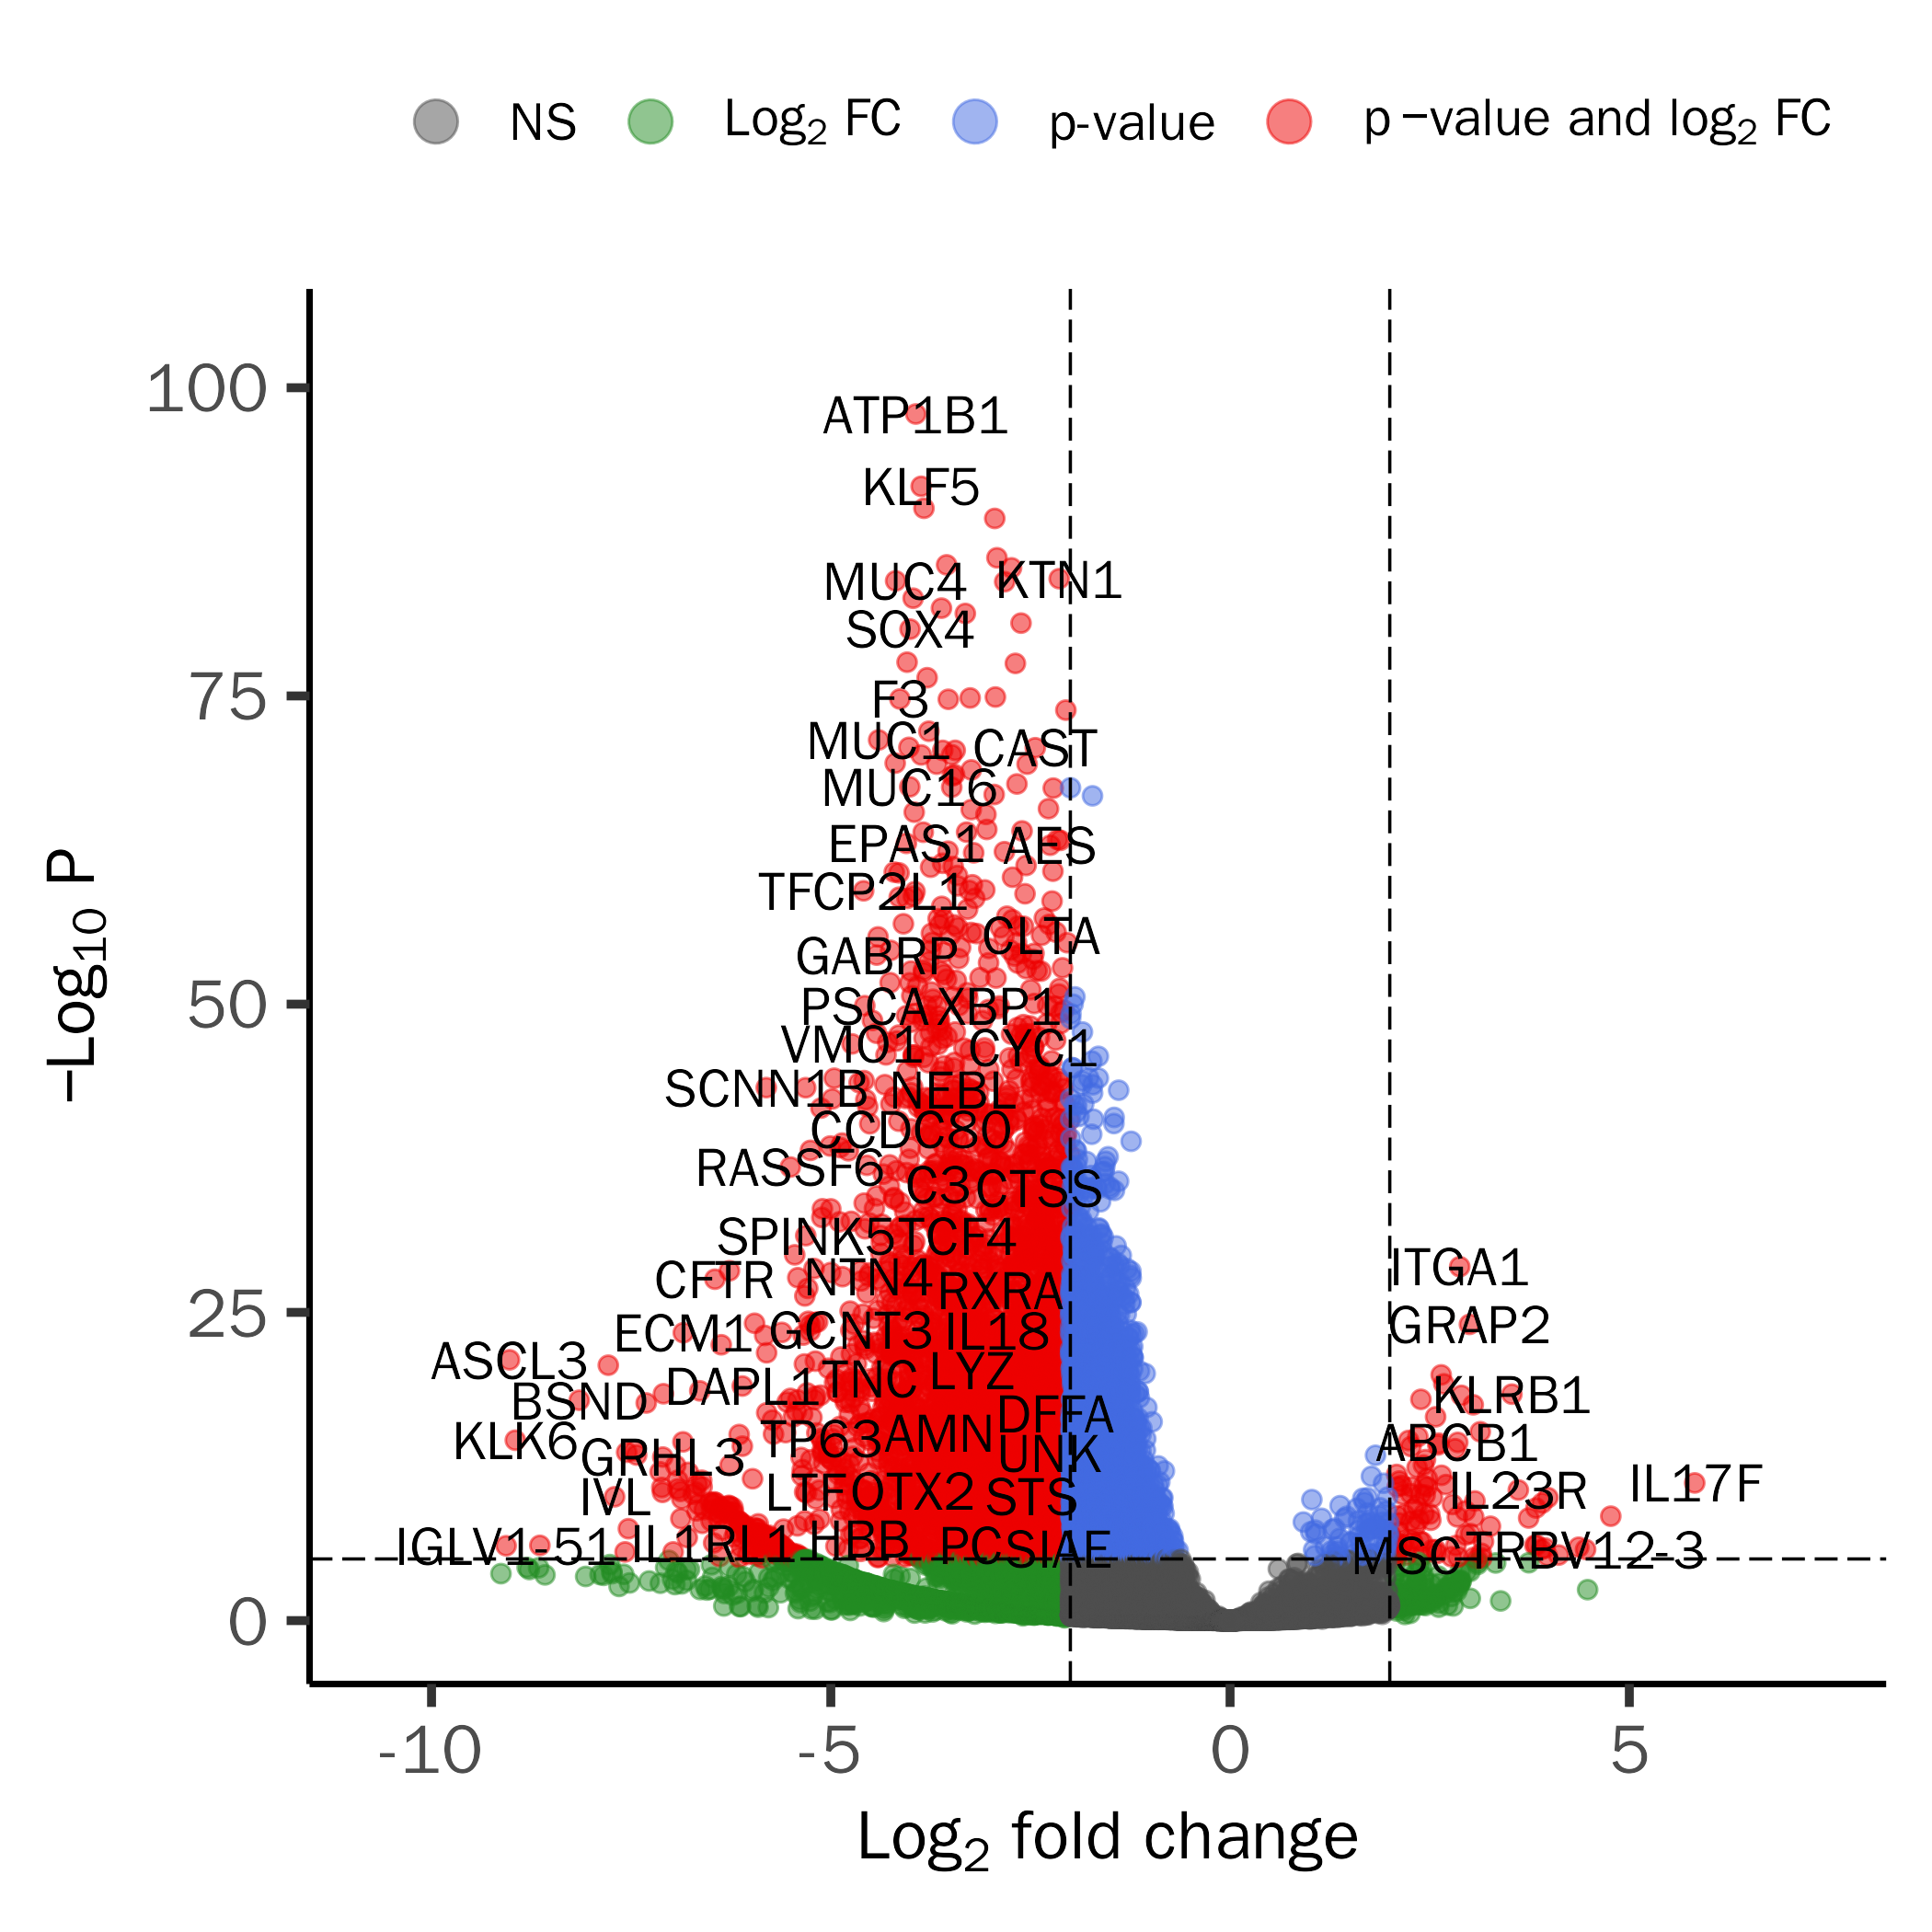 NS Log2 FC p-value p −value and log2 FC
−Log10 P
100
75
50
25
0
ATP1B1
KLF5
MUC4 KTN1
SOX4
F3
MUC1 CAST
MUC16
EPAS1 AES
TFCP2L1
CLTA
GABRP
PSCA XBP1
VMO1 CYC1
SCNN1B NEBL
CCDC80
RASSF6
C3 CTSS
SPINK5 TCF4
ITGA1
CFTR NTN4 RXRA
GRAP2
ECM1 GCNT3 IL18
ASCL3 TNC LYZ
DAPL1 KLRB1
BSND DFFA
KLK6 TP63 AMN ABCB1
GRHL3 UNK
IVL LTF OTX2 STS IL23R IL17F
IGLV1-51 IL1RL1 HBB PC SIAE MSC TRBV12-3
-10 -5 0 5
Log2 fold change